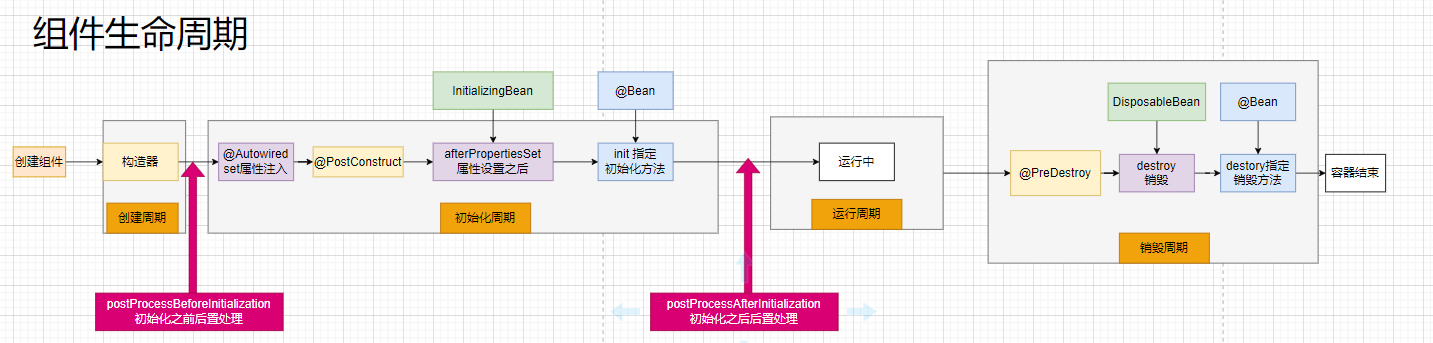 组件生命周期
InitializingBean
@Bean
DisposableBean
@Bean
创建组件
构造器
@Autowired
set属性注入
@PostConstruct
afterPropertiesSet
属性设置之后
init 指定
初始化方法
运行中
@PreDestroy
destroy
销毁
destory指定
销毁方法
容器结束
创建周期
初始化周期
运行周期
销毁周期
postProcessBeforeInitialization
初始化之前后置处理
postProcessAfterInitialization
初始化之后后置处理